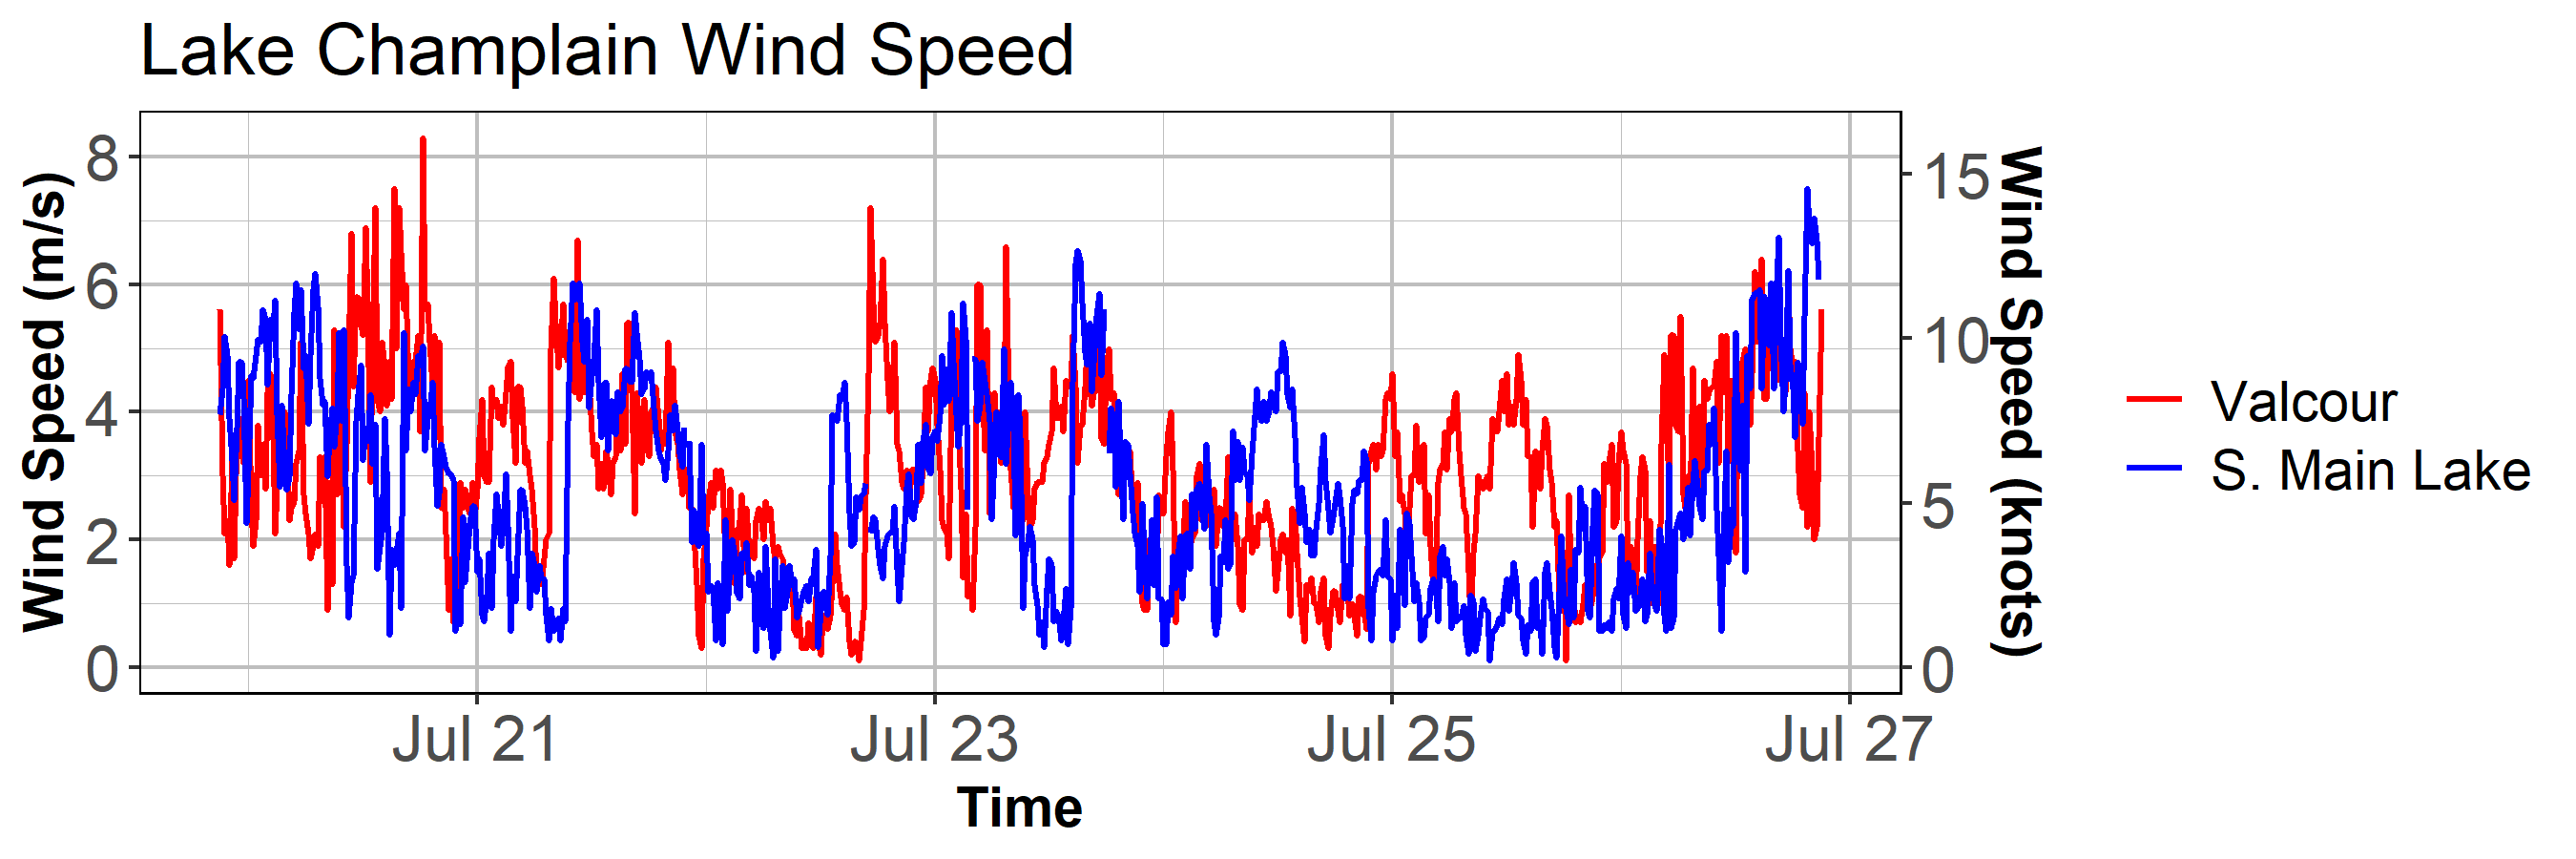 Lake Champlain Wind Speed
Wind Speed (m/s)
8
6
4
2
0
15
10
5
0
Wind Speed (knots)
Jul 21
Jul 23
Jul 25
Jul 27
Time
Valcour
S. Main Lake